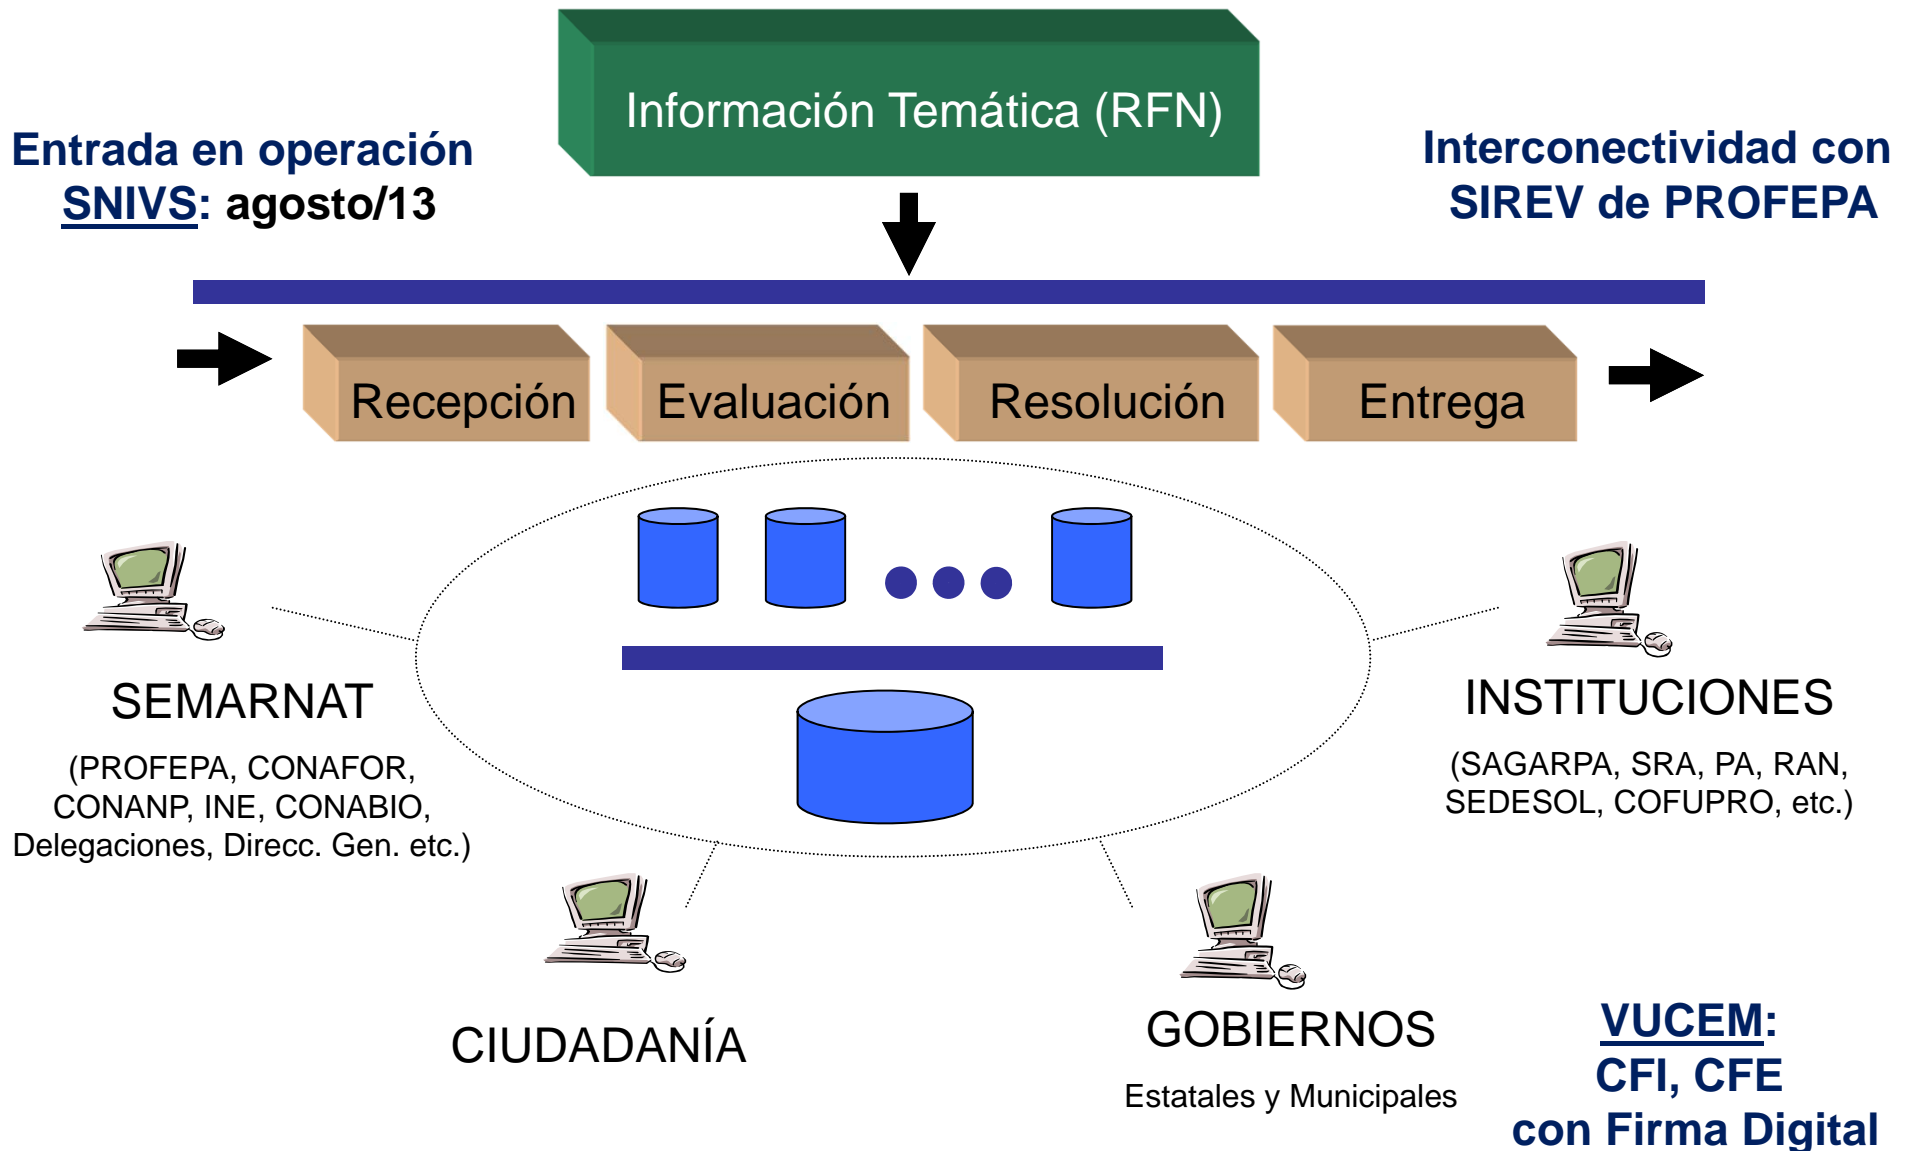 Información Temática (RFN)
Entrada en operación
SNIVS: agosto/13
Interconectividad con
SIREV de PROFEPA
Recepción
Evaluación
Resolución
Entrega
SEMARNAT
(PROFEPA, CONAFOR,
CONANP, INE, CONABIO,
Delegaciones, Direcc. Gen. etc.)
INSTITUCIONES
(SAGARPA, SRA, PA, RAN,
SEDESOL, COFUPRO, etc.)
CIUDADANÍA
GOBIERNOS
Estatales y Municipales
VUCEM:
CFI, CFE
con Firma Digital